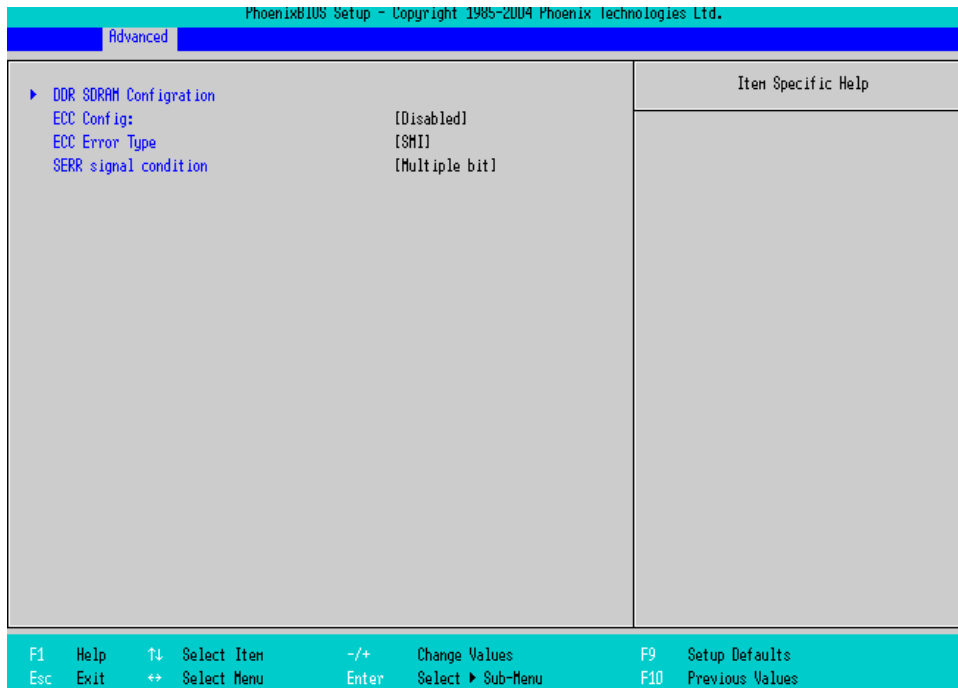 PhoenixBIOS Setup - Copyright 1985-2004 Phoenix Technologies Ltd.
Advanced
DDR SDRAM Configration
ECC Config: [Disabled]
ECC Error Type [SMI]
SERR signal condition [Multiple bit]
Item Specific Help
F1 Help ↑↓ Select Item -/+ Change Values F9 Setup Defaults
Esc Exit ↔ Select Menu Enter Select ▶ Sub-Menu F10 Previous Values